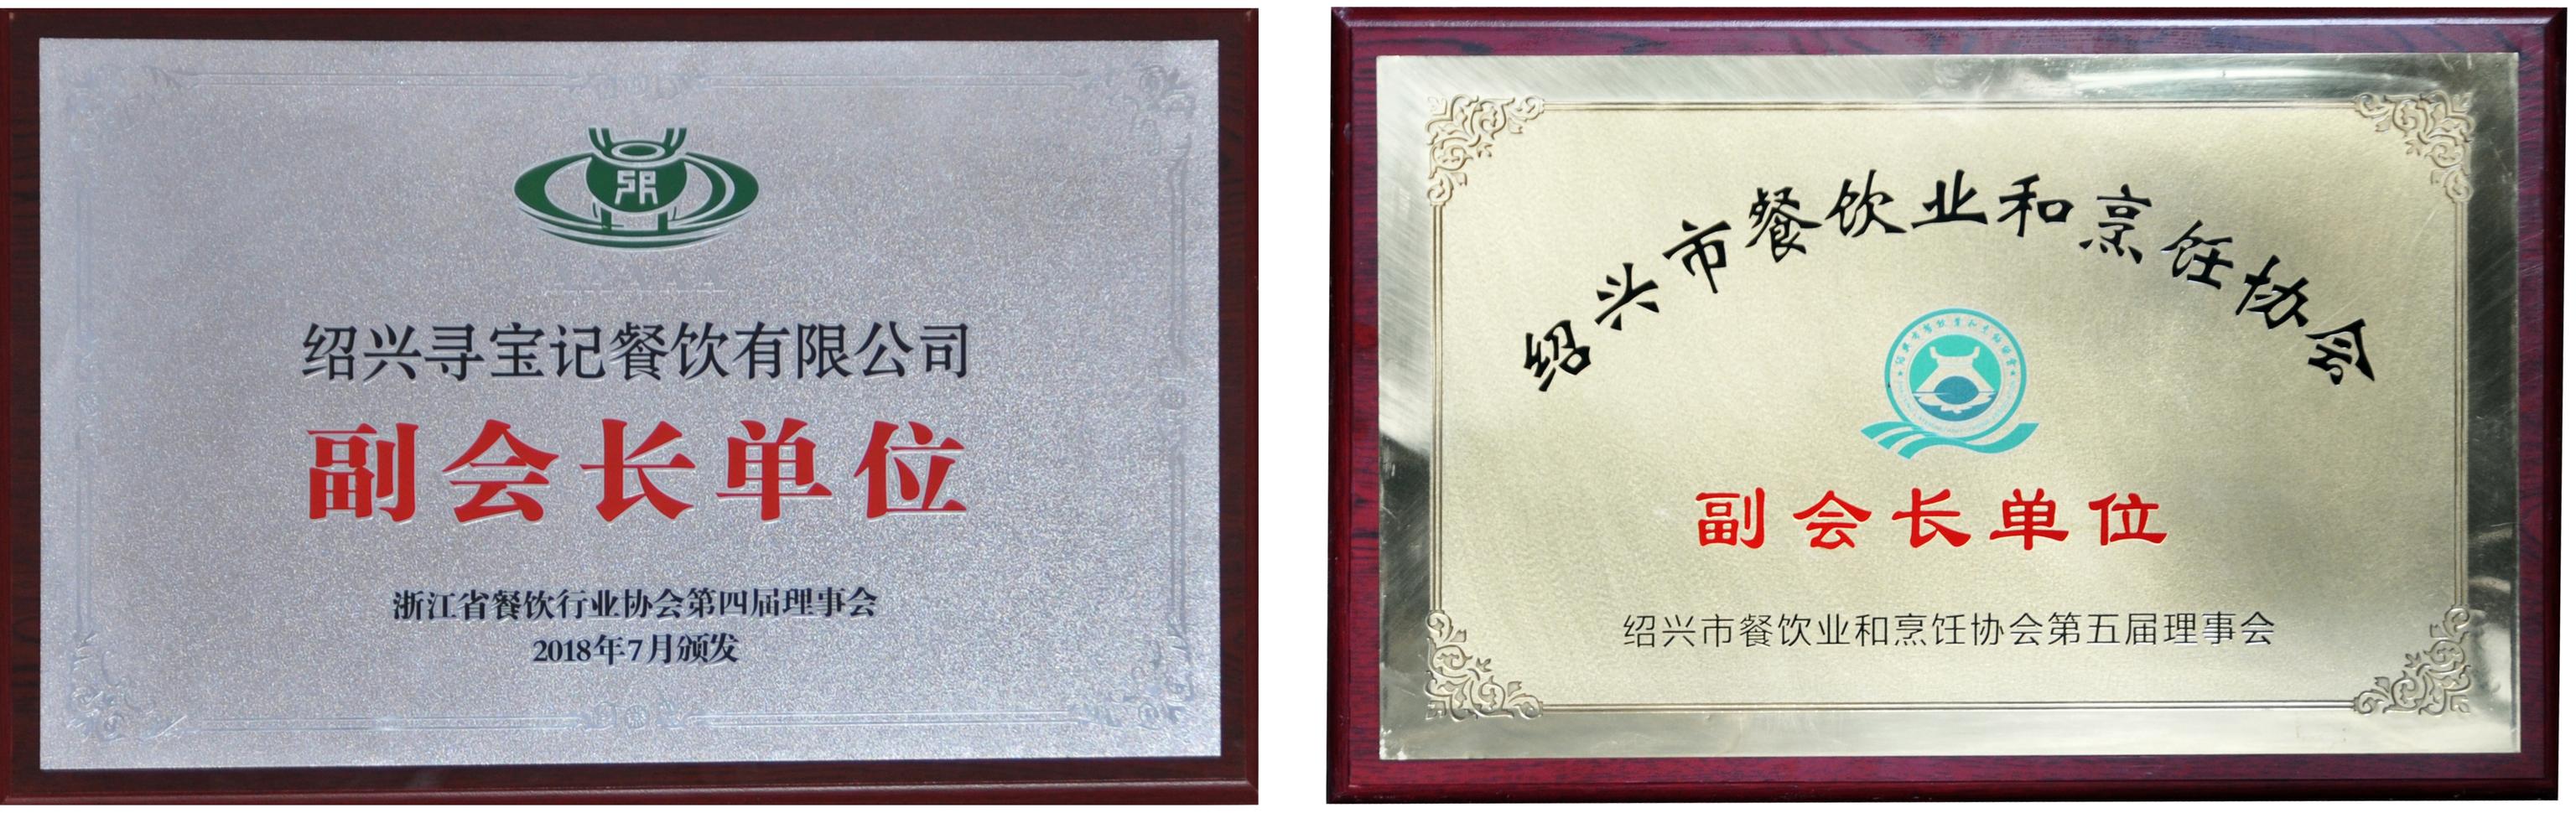 绍兴寻宝记餐饮有限公司
副会长单位
浙江省餐饮行业协会第四届理事会
2018年7月颁发
绍兴市餐饮业和烹饪协会
副会长单位
绍兴市餐饮业和烹饪协会第五届理事会